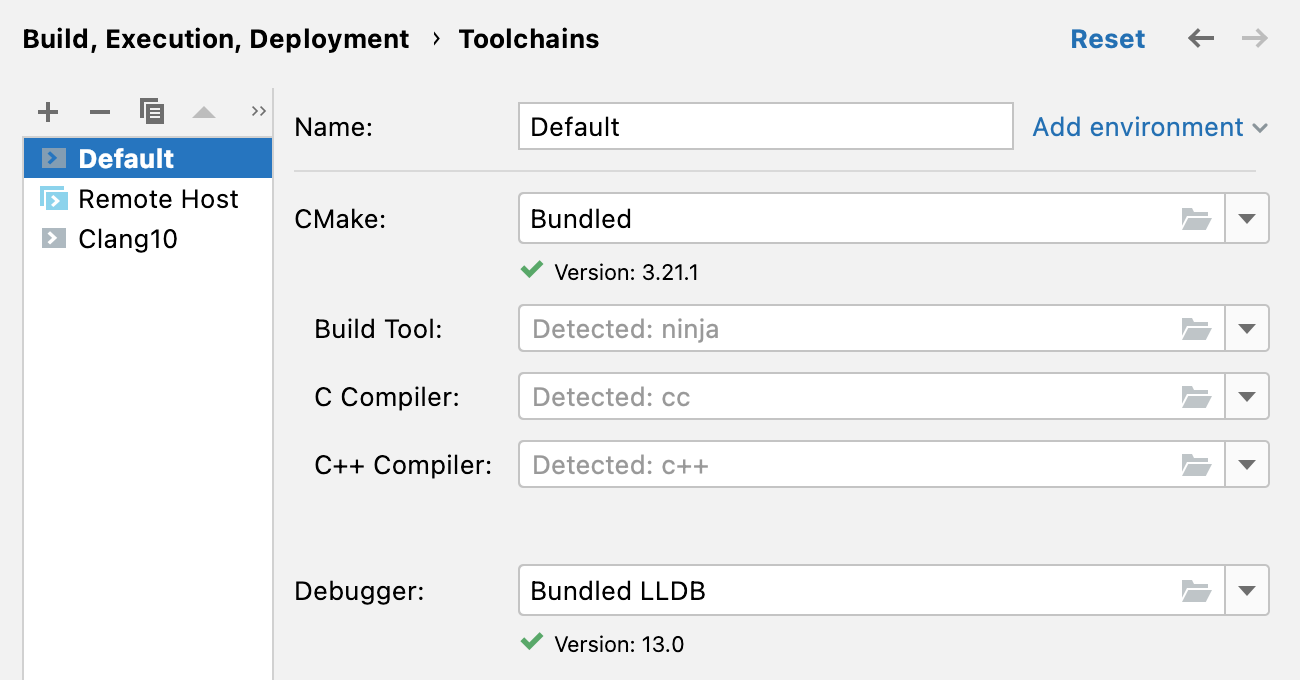 Build, Execution, Deployment › Toolchains
Reset
Default
Remote Host
Clang10
Name: Default Add environment
CMake: Bundled
Version: 3.21.1
Build Tool: Detected: ninja
C Compiler: Detected: cc
C++ Compiler: Detected: c++
Debugger: Bundled LLDB
Version: 13.0